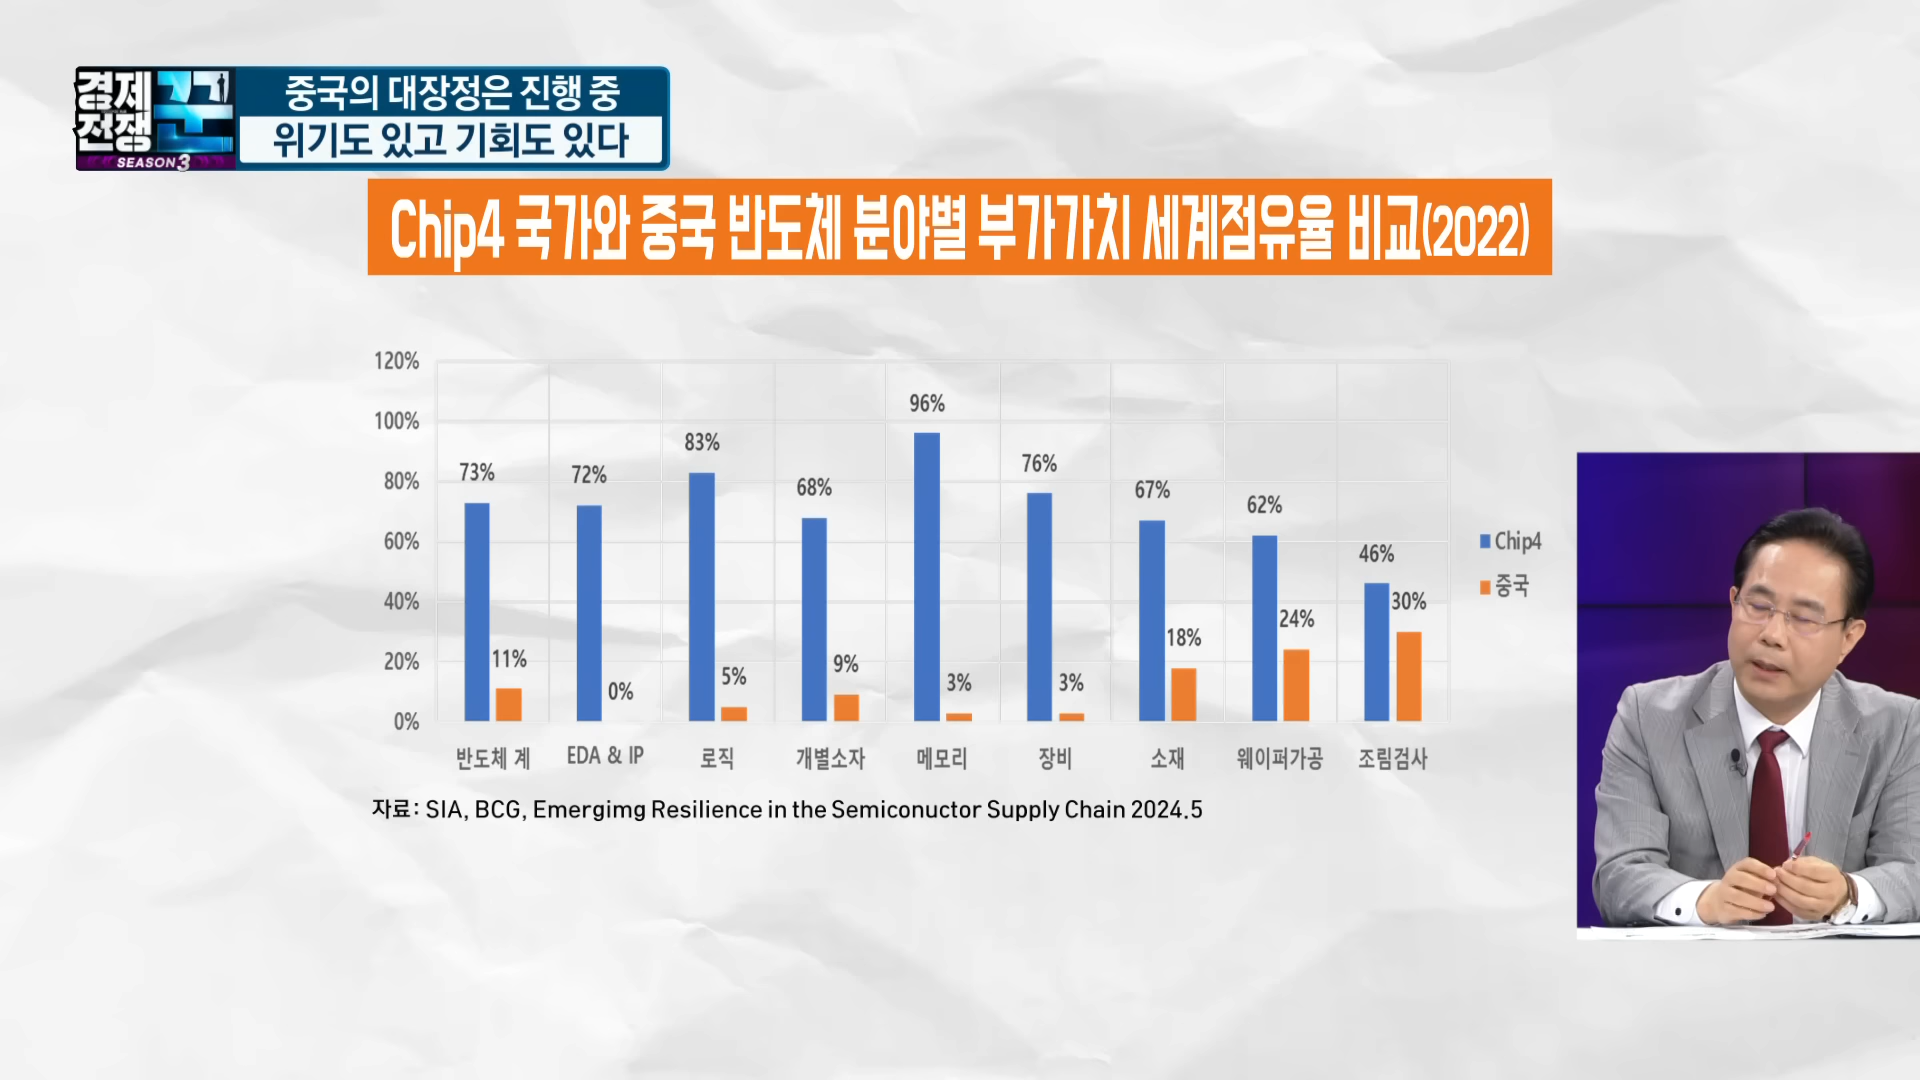 경제전쟁 꾼
SEASON3
중국의 대장정은 진행 중
위기도 있고 기회도 있다
Chip4 국가와 중국 반도체 분야별 부가가치 세계점유율 비교(2022)
120%
100%
80%
60%
40%
20%
0%
73% 11%
72% 0%
83% 5%
68% 9%
96% 3%
76% 3%
67% 18%
62% 24%
46% 30%
반도체 계 EDA & IP 로직 개별소자 메모리 장비 소재 웨이퍼가공 조림검사
Chip4
중국
자료: SIA, BCG, Emergimg Resilience in the Semiconuctor Supply Chain 2024.5